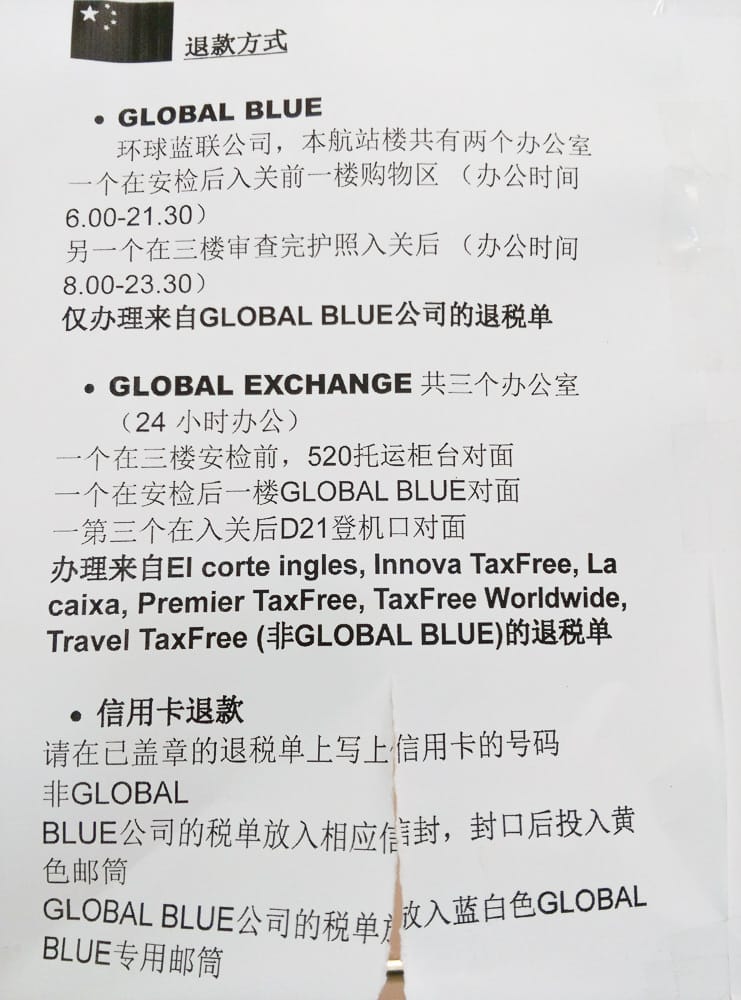 退款方式
• GLOBAL BLUE
环球蓝联公司，本航站楼共有两个办公室
一个在安检后入关前一楼购物区 （办公时间
6.00-21.30）
另一个在三楼审查完护照入关后 （办公时间
8.00-23.30）
仅办理来自GLOBAL BLUE公司的退税单
• GLOBAL EXCHANGE 共三个办公室
（24 小时办公）
一个在三楼安检前，520托运柜台对面
一个在安检后一楼GLOBAL BLUE对面
一第三个在入关后D21登机口对面
办理来自El corte ingles, Innova TaxFree, La
caixa, Premier TaxFree, TaxFree Worldwide,
Travel TaxFree (非GLOBAL BLUE)的退税单
• 信用卡退款
请在已盖章的退税单上写上信用卡的号码
非GLOBAL
BLUE公司的税单放入相应信封，封口后投入黄
色邮筒
GLOBAL BLUE公司的税单放入蓝白色GLOBAL
BLUE专用邮筒